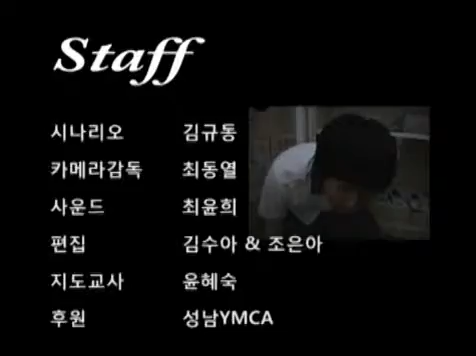 Staff
시나리오 김규동
카메라감독 최동열
사운드 최윤희
편집 김수아 & 조은아
지도교사 윤혜숙
후원 성남YMCA